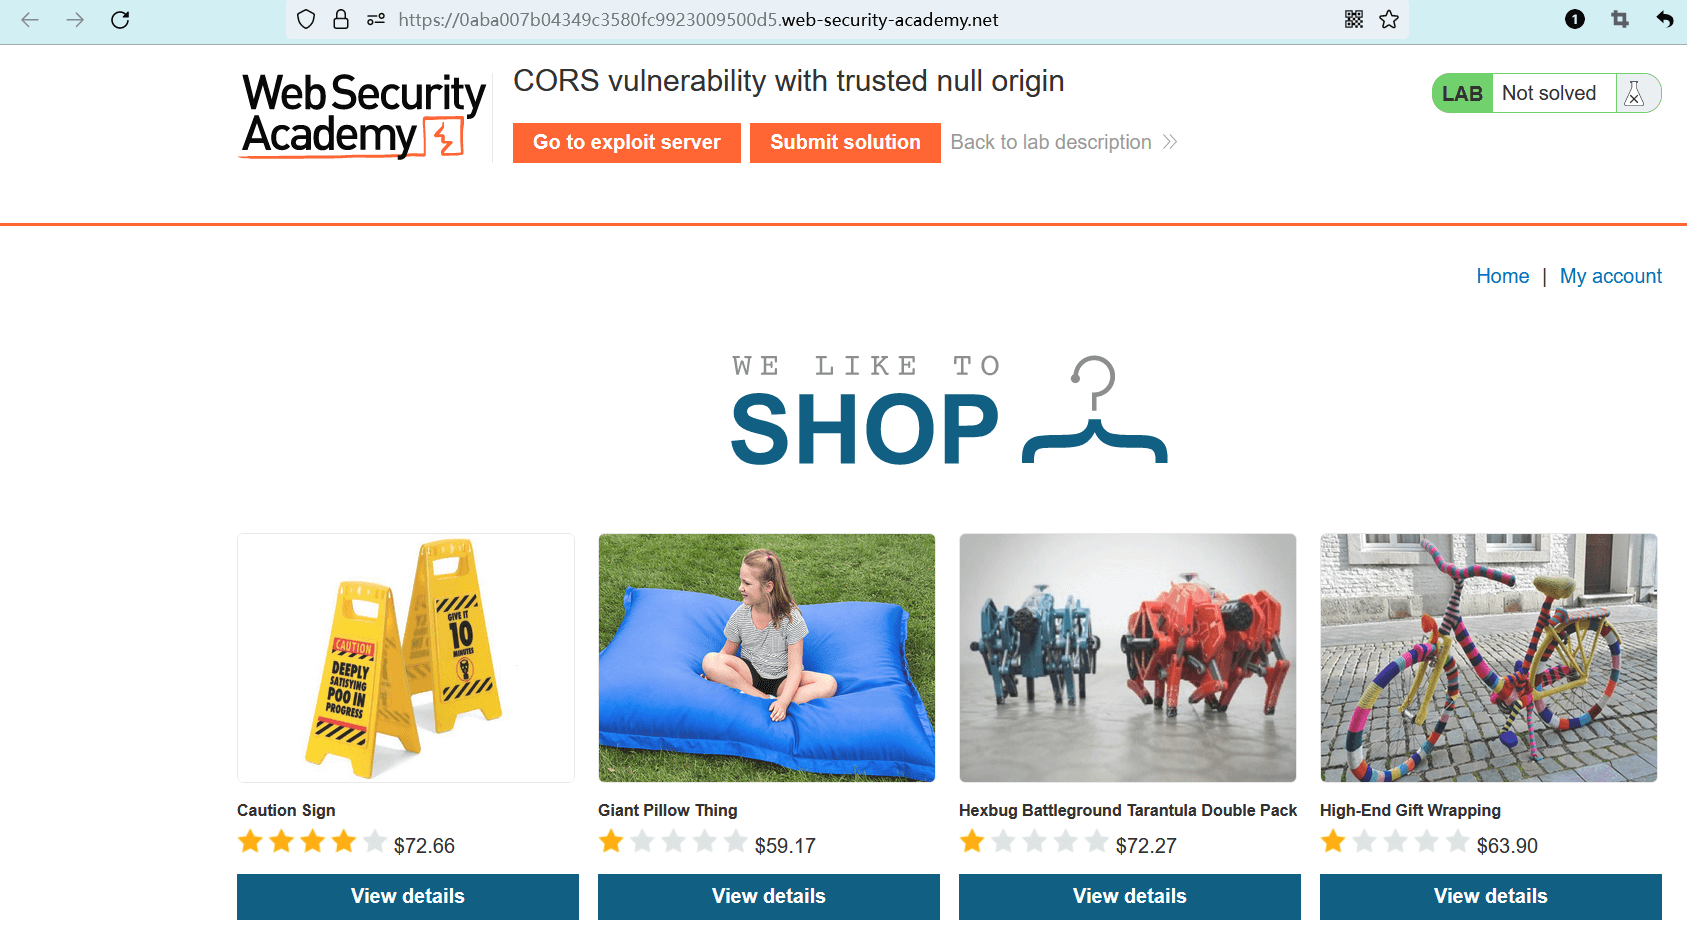 https://0aba007b04349c3580fc9923009500d5.web-security-academy.net
1
Web Security
Academy
CORS vulnerability with trusted null origin
Go to exploit server
Submit solution
Back to lab description
LAB
Not solved
Home | My account
WE LIKE TO
SHOP
CAUTION
DEEPLY
SATISFYING
POO IN
PROGRESS
GIVE IT
10
MINUTES
Caution Sign
$72.66
View details
Giant Pillow Thing
$59.17
View details
Hexbug Battleground Tarantula Double Pack
$72.27
View details
High-End Gift Wrapping
$63.90
View details